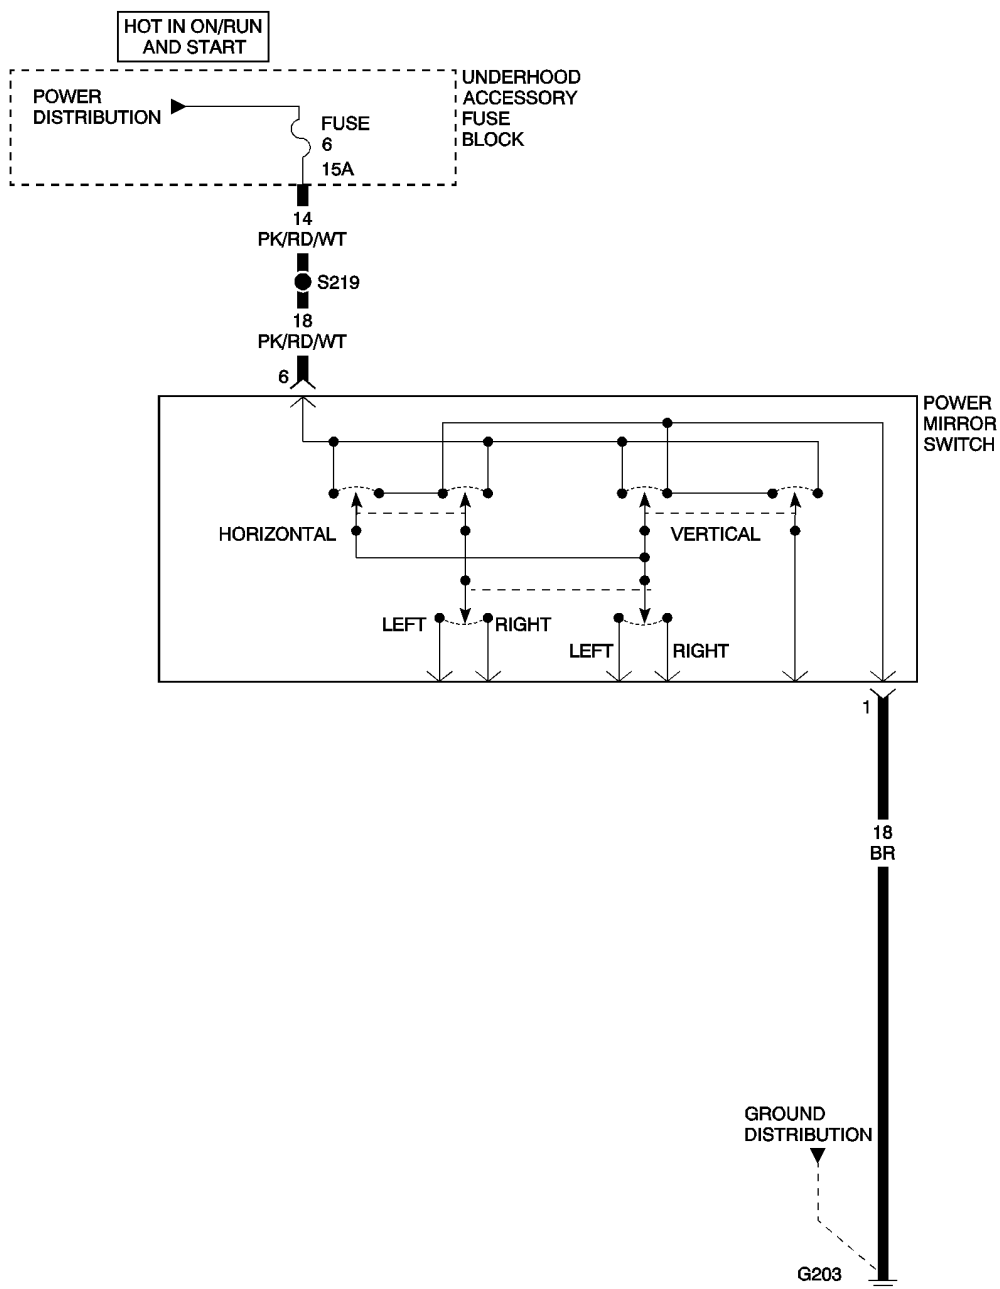 HOT IN ON/RUN
AND START
POWER
DISTRIBUTION
FUSE
6
15A
UNDERHOOD
ACCESSORY
FUSE
BLOCK
14
PK/RD/WT
S219
18
PK/RD/WT
6
POWER
MIRROR
SWITCH
HORIZONTAL
VERTICAL
LEFT
RIGHT
LEFT
RIGHT
1
18
BR
GROUND
DISTRIBUTION
G203